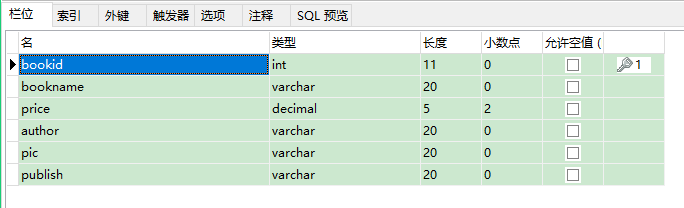 栏位 索引 外键 触发器 选项 注释 SQL 预览
名 类型 长度 小数点 允许空值 (
bookid int 11 0 1
bookname varchar 20 0
price decimal 5 2
author varchar 20 0
pic varchar 20 0
publish varchar 20 0